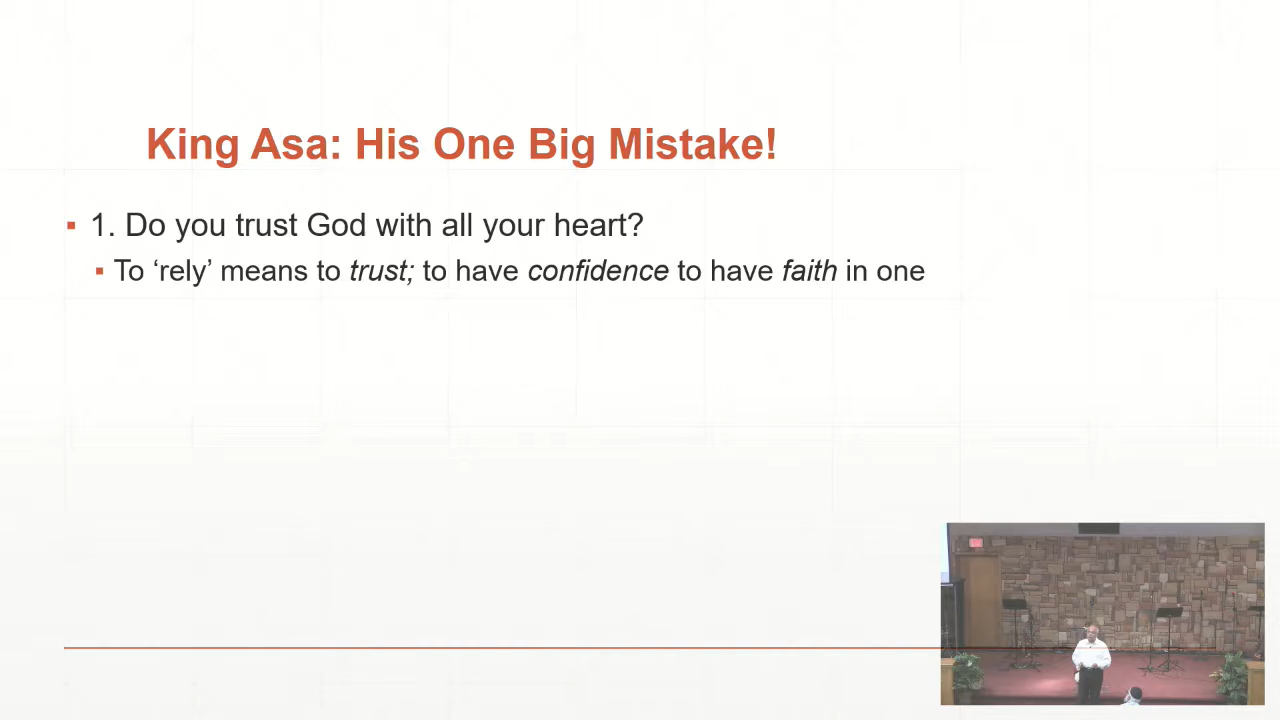 King Asa: His One Big Mistake!
1. Do you trust God with all your heart?
To ‘rely’ means to trust; to have confidence to have faith in one